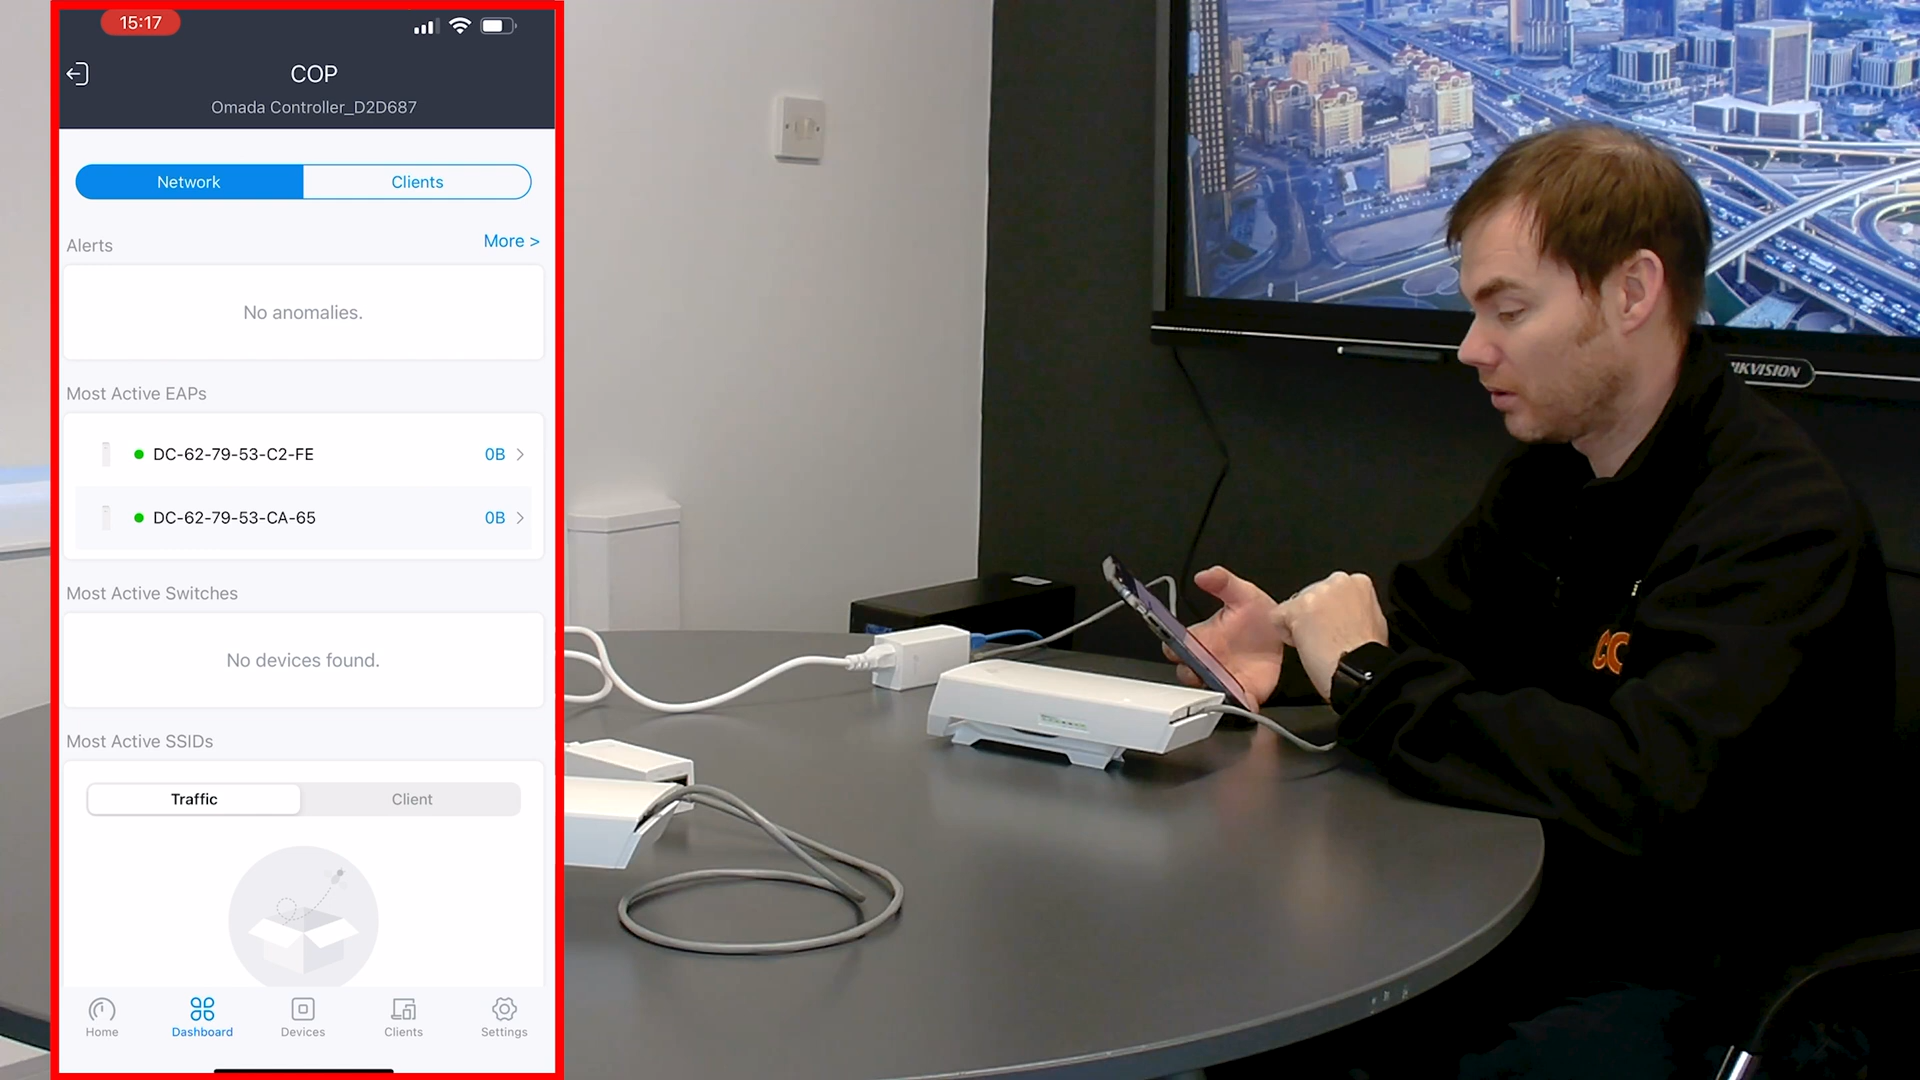 15:17
COP
Omada Controller_D2D687
Network
Clients
Alerts
More >
No anomalies.
Most Active EAPs
DC-62-79-53-C2-FE
0B
DC-62-79-53-CA-65
0B
Most Active Switches
No devices found.
Most Active SSIDs
Traffic
Client
Home
Dashboard
Devices
Clients
Settings
IKVISION